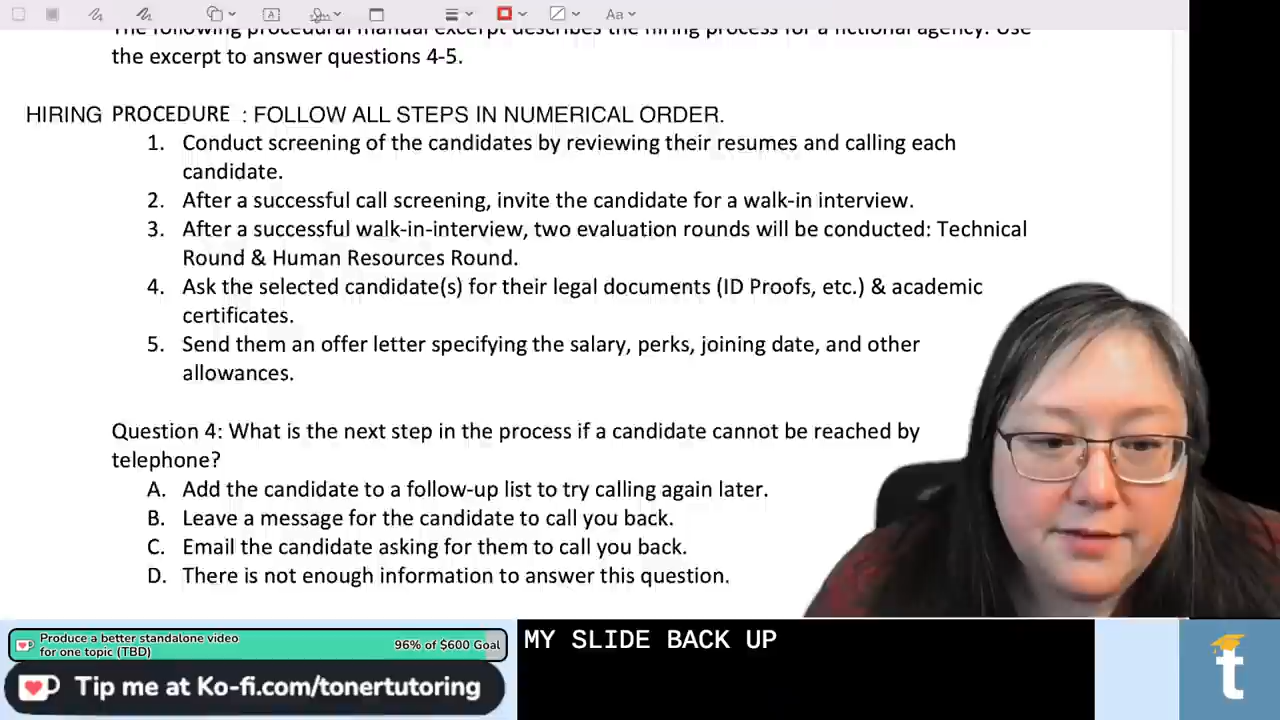 Aa
The following procedural manual excerpt describes the hiring process for a fictional agency. Use
the excerpt to answer questions 4-5.
HIRING PROCEDURE : FOLLOW ALL STEPS IN NUMERICAL ORDER.
1. Conduct screening of the candidates by reviewing their resumes and calling each
candidate.
2. After a successful call screening, invite the candidate for a walk-in interview.
3. After a successful walk-in-interview, two evaluation rounds will be conducted: Technical
Round & Human Resources Round.
4. Ask the selected candidate(s) for their legal documents (ID Proofs, etc.) & academic
certificates.
5. Send them an offer letter specifying the salary, perks, joining date, and other
allowances.
Question 4: What is the next step in the process if a candidate cannot be reached by
telephone?
A. Add the candidate to a follow-up list to try calling again later.
B. Leave a message for the candidate to call you back.
C. Email the candidate asking for them to call you back.
D. There is not enough information to answer this question.
Produce a better standalone video
for one topic (TBD)
96% of $600 Goal
MY SLIDE BACK UP
Tip me at Ko-fi.com/tonertutoring
t